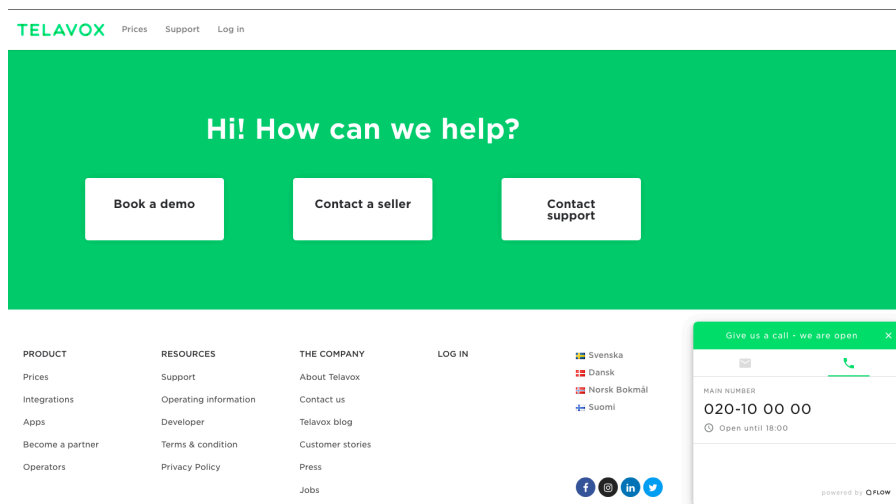 TELAVOX Prices Support Log in
Hi! How can we help?
Book a demo
Contact a seller
Contact
support
PRODUCT
Prices
Integrations
Apps
Become a partner
Operators
RESOURCES
Support
Operating information
Developer
Terms & condition
Privacy Policy
THE COMPANY
About Telavox
Contact us
Telavox blog
Customer stories
Press
Jobs
LOG IN
Svenska
Dansk
Norsk Bokmål
Suomi
Give us a call - we are open
MAIN NUMBER
020-10 00 00
Open until 18:00
powered by FLOW